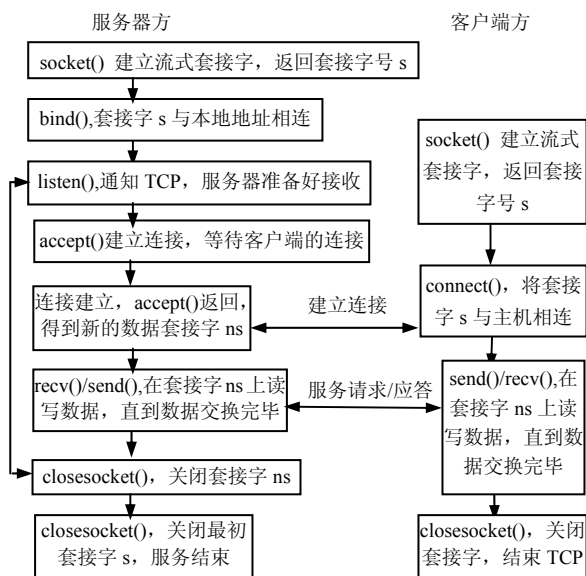 服务器方
socket() 建立流式套接字，返回套接字号 s
bind(),套接字 s 与本地地址相连
listen(),通知 TCP，服务器准备好接收
accept()建立连接，等待客户端的连接
连接建立，accept()返回，
得到新的数据套接字 ns
recv()/send(),在套接字 ns 上读
写数据，直到数据交换完毕
closesocket()，关闭套接字 ns
closesocket()，关闭最初
套接字 s，服务结束
建立连接
服务请求/应答
客户端方
socket() 建立流式
套接字，返回套接
字号 s
connect()，将套接
字 s 与主机相连
send()/recv(),在
套接字 ns 上读
写数据，直到数
据交换完毕
closesocket()，关闭
套接字，结束 TCP